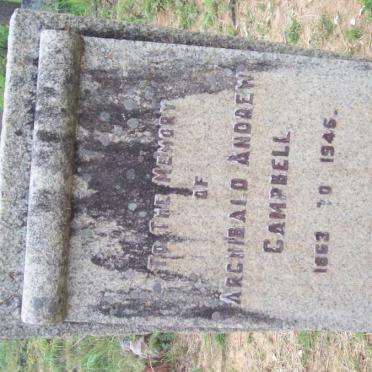 TO THE MEMORY
OF
ARCHIBALD ANDREW
CAMPBELL
1863 TO 1946.